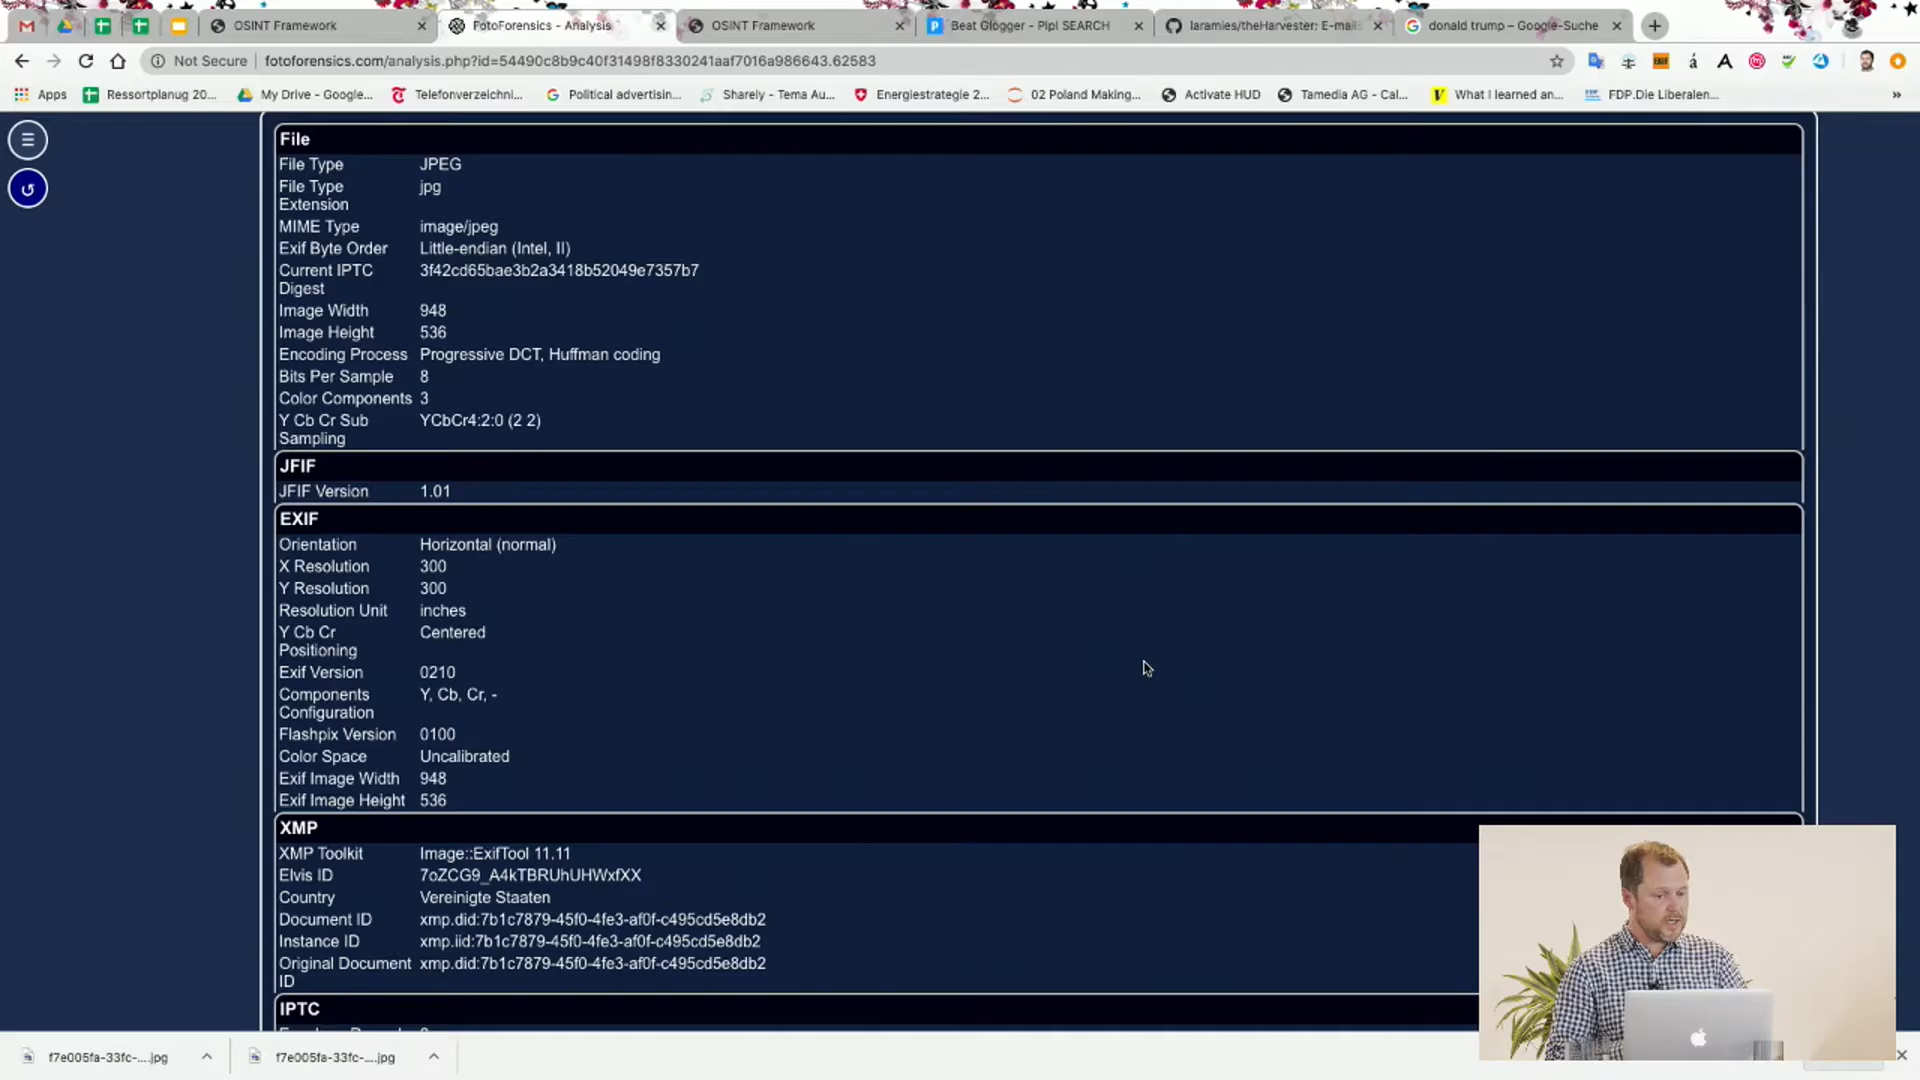 OSINT Framework
FotoForensics - Analysis
OSINT Framework
Beat Glogger - Pipl SEARCH
laramies/theHarvester: E-mail
donald trump – Google-Suche
Not Secure | fotoforensics.com/analysis.php?id=54490c8b9c40f31498f8330241aaf7016a986643.62583
Apps
Ressortplanug 20...
My Drive - Google...
Telefonverzeichni...
Political advertisin...
Sharely - Tema Au...
Energiestrategie 2...
02 Poland Making...
Activate HUD
Tamedia AG - Cal...
What I learned an...
FDP.Die Liberalen...
»
File
File Type JPEG
File Type jpg
Extension
MIME Type image/jpeg
Exif Byte Order Little-endian (Intel, II)
Current IPTC 3f42cd65bae3b2a3418b52049e7357b7
Digest
Image Width 948
Image Height 536
Encoding Process Progressive DCT, Huffman coding
Bits Per Sample 8
Color Components 3
Y Cb Cr Sub YCbCr4:2:0 (2 2)
Sampling
JFIF
JFIF Version 1.01
EXIF
Orientation Horizontal (normal)
X Resolution 300
Y Resolution 300
Resolution Unit inches
Y Cb Cr Centered
Positioning
Exif Version 0210
Components Y, Cb, Cr, -
Configuration
Flashpix Version 0100
Color Space Uncalibrated
Exif Image Width 948
Exif Image Height 536
XMP
XMP Toolkit Image::ExifTool 11.11
Elvis ID 7oZCG9_A4kTBRUhUHWxfXX
Country Vereinigte Staaten
Document ID xmp.did:7b1c7879-45f0-4fe3-af0f-c495cd5e8db2
Instance ID xmp.iid:7b1c7879-45f0-4fe3-af0f-c495cd5e8db2
Original Document xmp.did:7b1c7879-45f0-4fe3-af0f-c495cd5e8db2
ID
IPTC
f7e005fa-33fc-....jpg
f7e005fa-33fc-....jpg